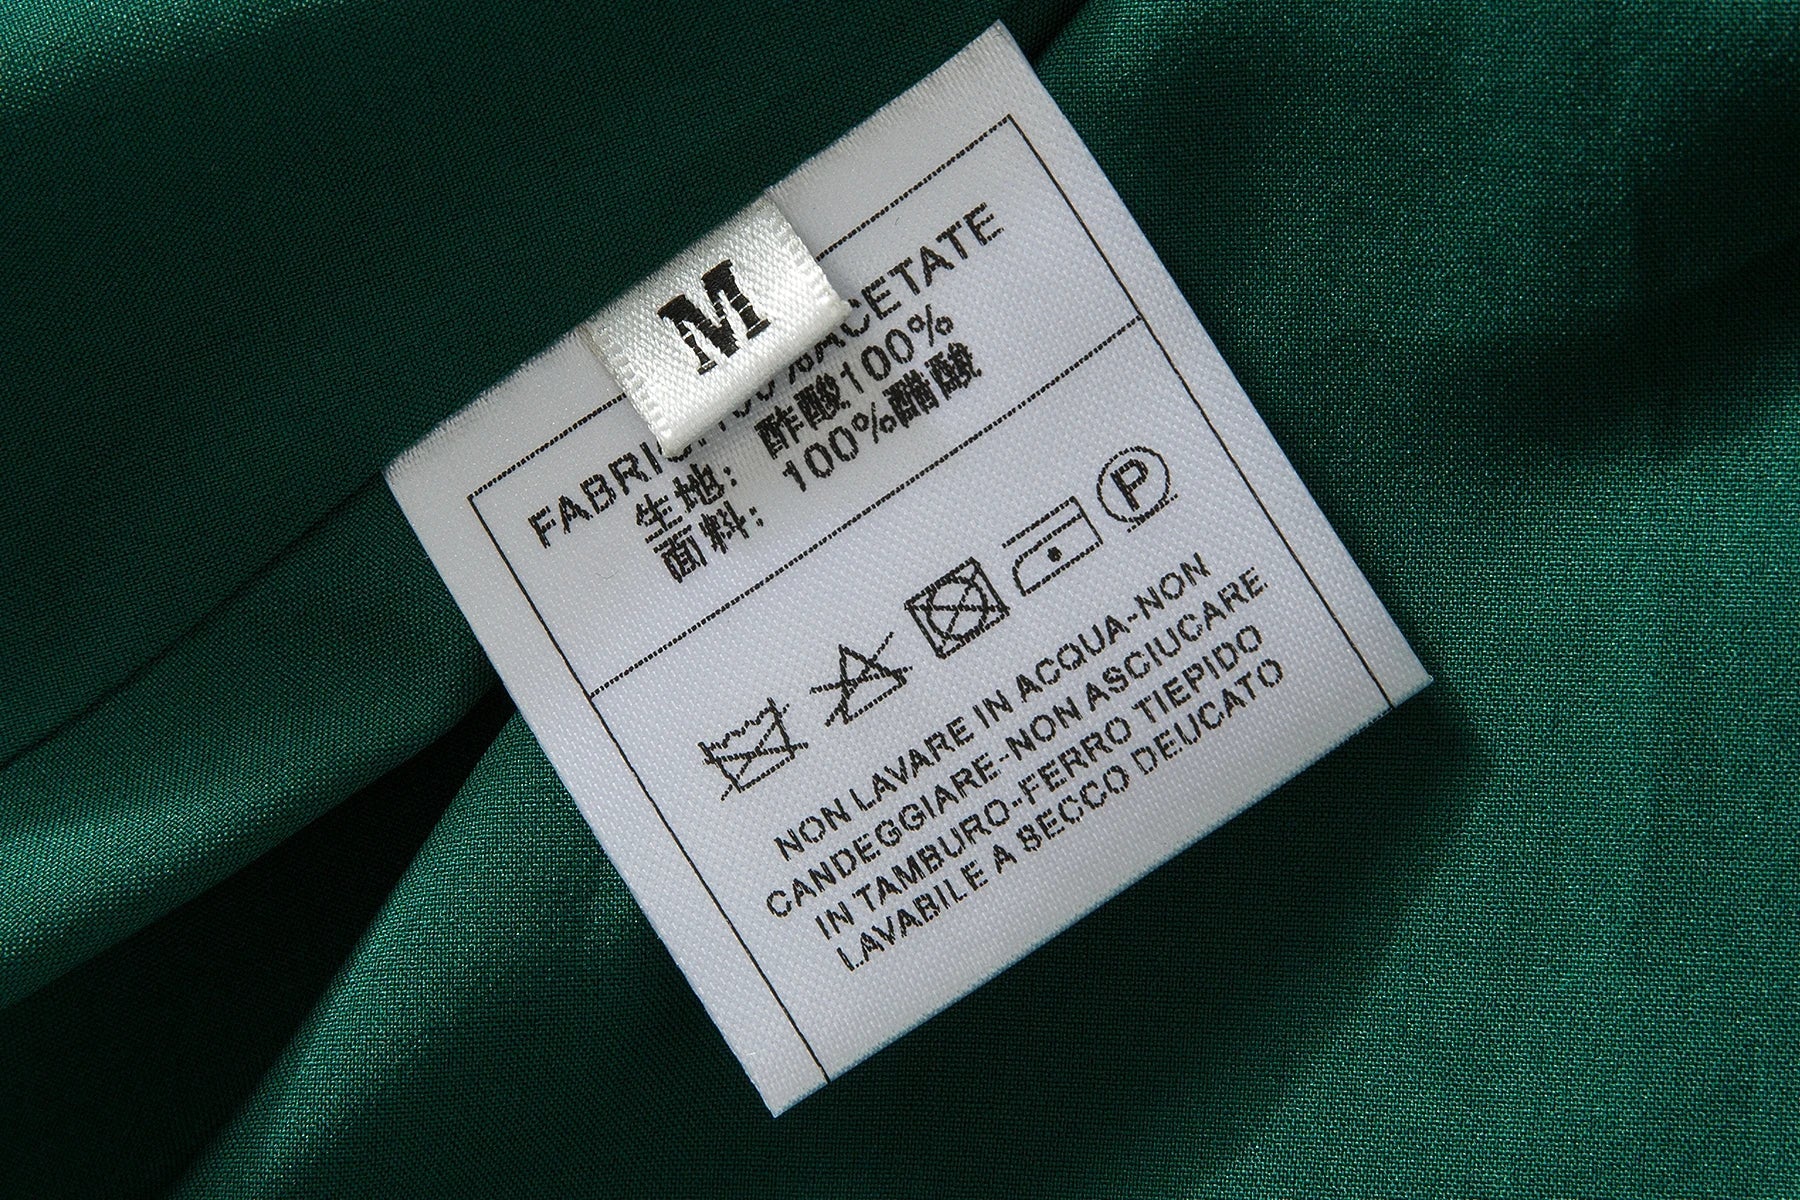 M
FABRIC 100%ACETATE
生地: 酢酸100%
面料: 100%醋酸
P
NON LAVARE IN ACQUA-NON
CANDEGGIARE-NON ASCIUCARE
IN TAMBURO-FERRO TIEPIDO
LAVABILE A SECCO DEUCATO